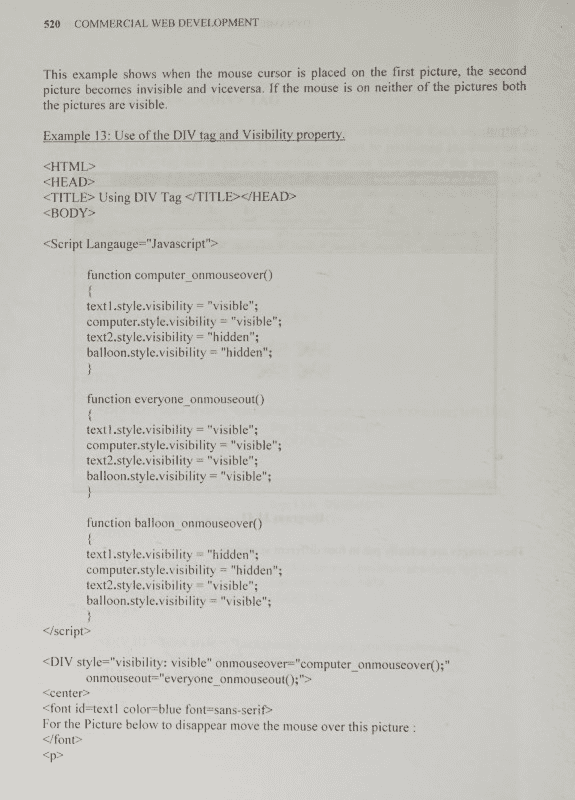 520 COMMERCIAL WEB DEVELOPMENT
This example shows when the mouse cursor is placed on the first picture, the second
picture becomes invisible and viceversa. If the mouse is on neither of the pictures both
the pictures are visible.
Example 13: Use of the DIV tag and Visibility property.
<HTML>
<HEAD>
<TITLE> Using DIV Tag </TITLE></HEAD>
<BODY>
<Script Langauge="Javascript">
function computer_onmouseover()
{
text1.style.visibility = "visible";
computer.style.visibility = "visible";
text2.style.visibility = "hidden";
balloon.style.visibility = "hidden";
}
function everyone_onmouseout()
{
text1.style.visibility = "visible";
computer.style.visibility = "visible";
text2.style.visibility = "visible";
balloon.style.visibility = "visible";
}
function balloon_onmouseover()
{
text1.style.visibility = "hidden";
computer.style.visibility = "hidden";
text2.style.visibility = "visible";
balloon.style.visibility = "visible";
}
</script>
<DIV style="visibility: visible" onmouseover="computer_onmouseover();"
onmouseout="everyone_onmouseout();">
<center>
<font id=text1 color=blue font=sans-serif>
For the Picture below to disappear move the mouse over this picture :
</font>
<p>